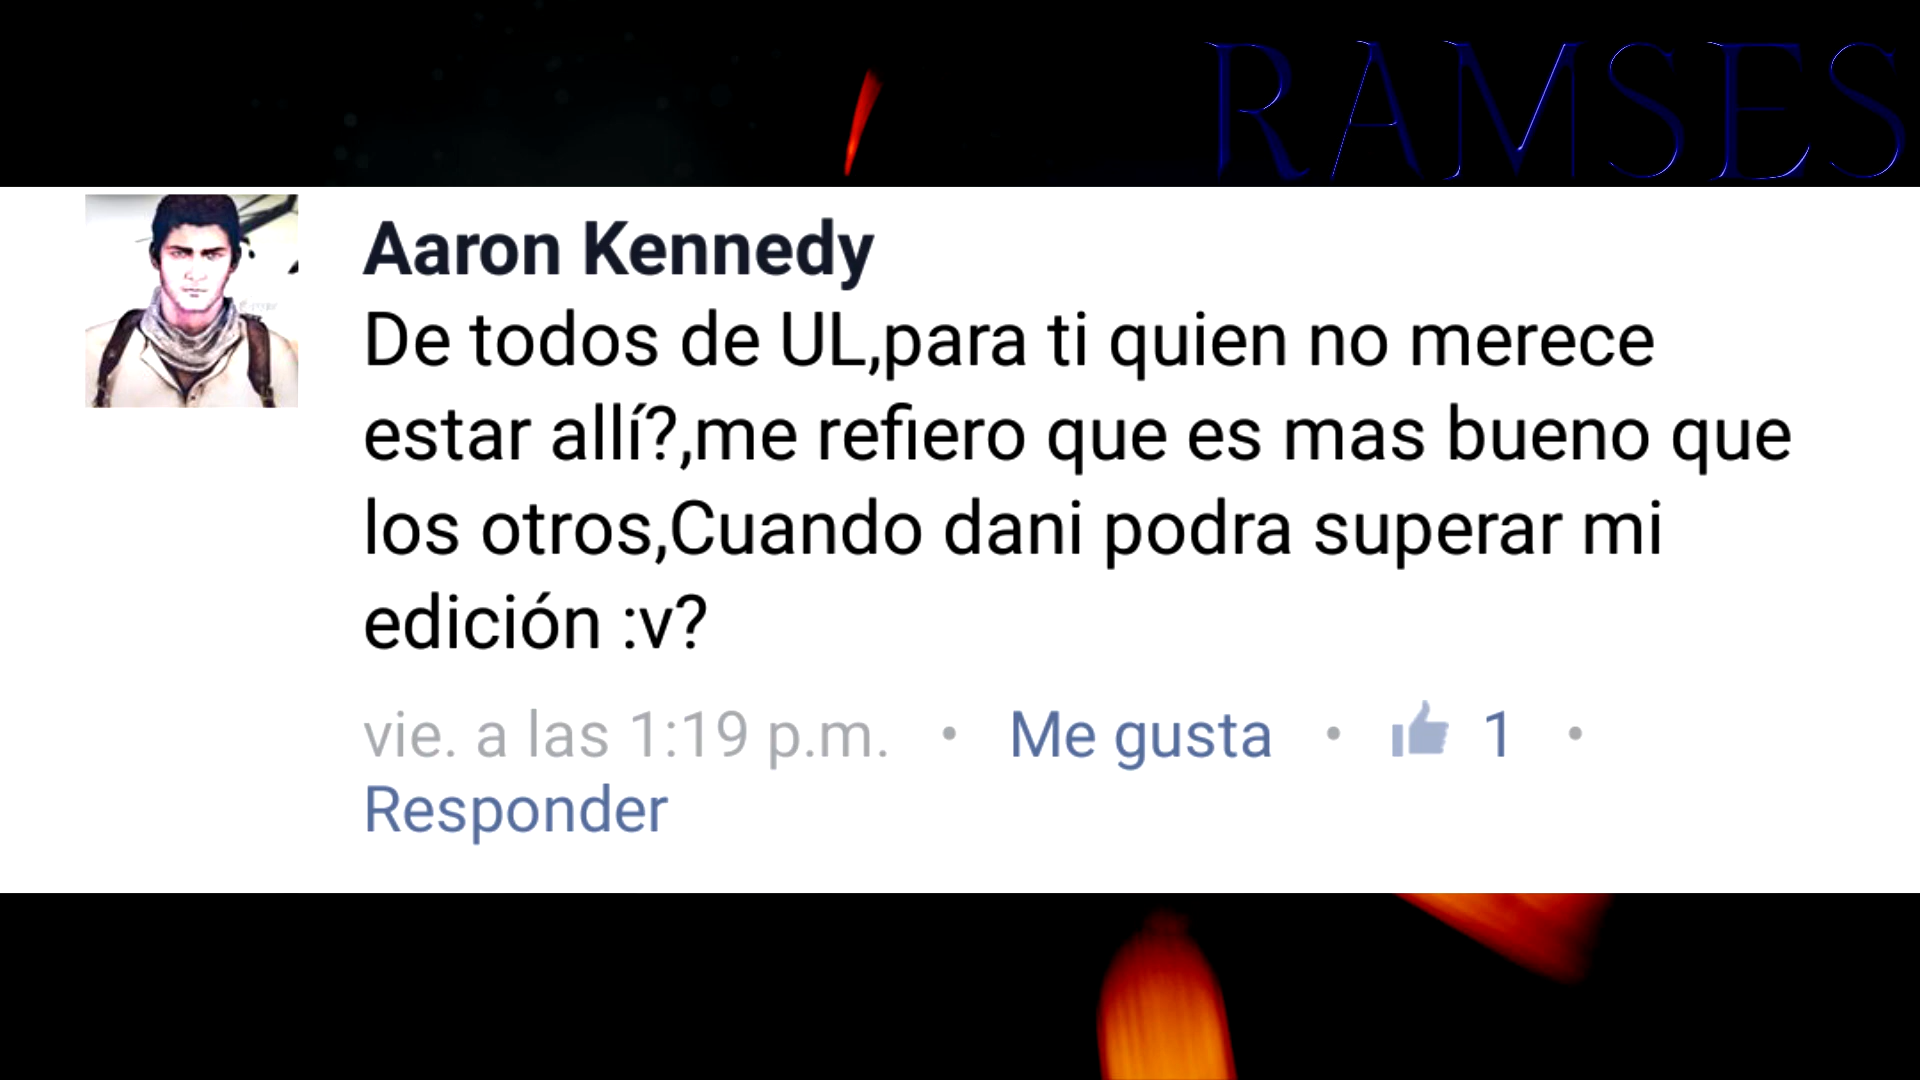 RAMSES
Aaron Kennedy
De todos de UL,para ti quien no merece
estar allí?,me refiero que es mas bueno que
los otros,Cuando dani podra superar mi
edición :v?
vie. a las 1:19 p.m. • Me gusta • 1 •
Responder